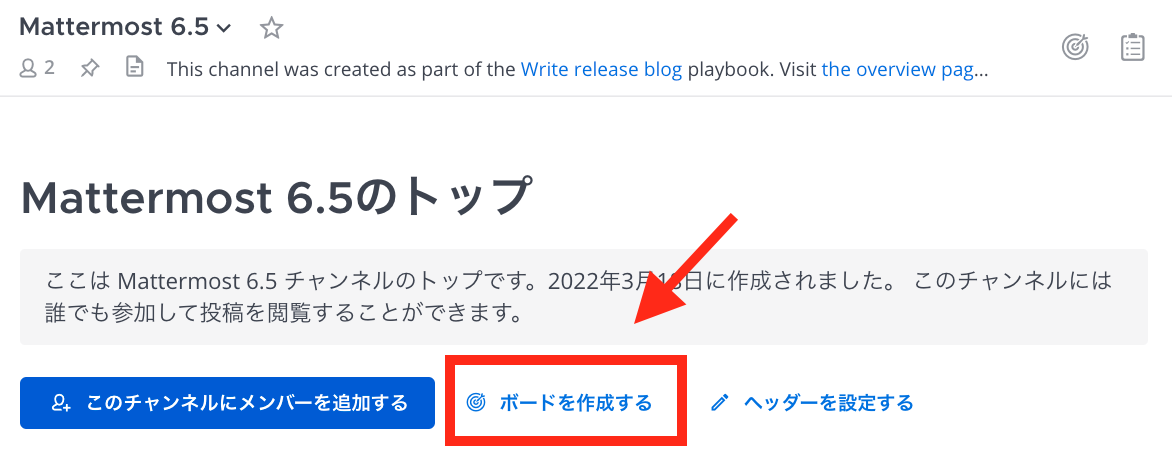 Mattermost 6.5
2 This channel was created as part of the Write release blog playbook. Visit the overview pag...
Mattermost 6.5のトップ
ここは Mattermost 6.5 チャンネルのトップです。2022年3月18日に作成されました。 このチャンネルには
誰でも参加して投稿を閲覧することができます。
このチャンネルにメンバーを追加する ボードを作成する ヘッダーを設定する